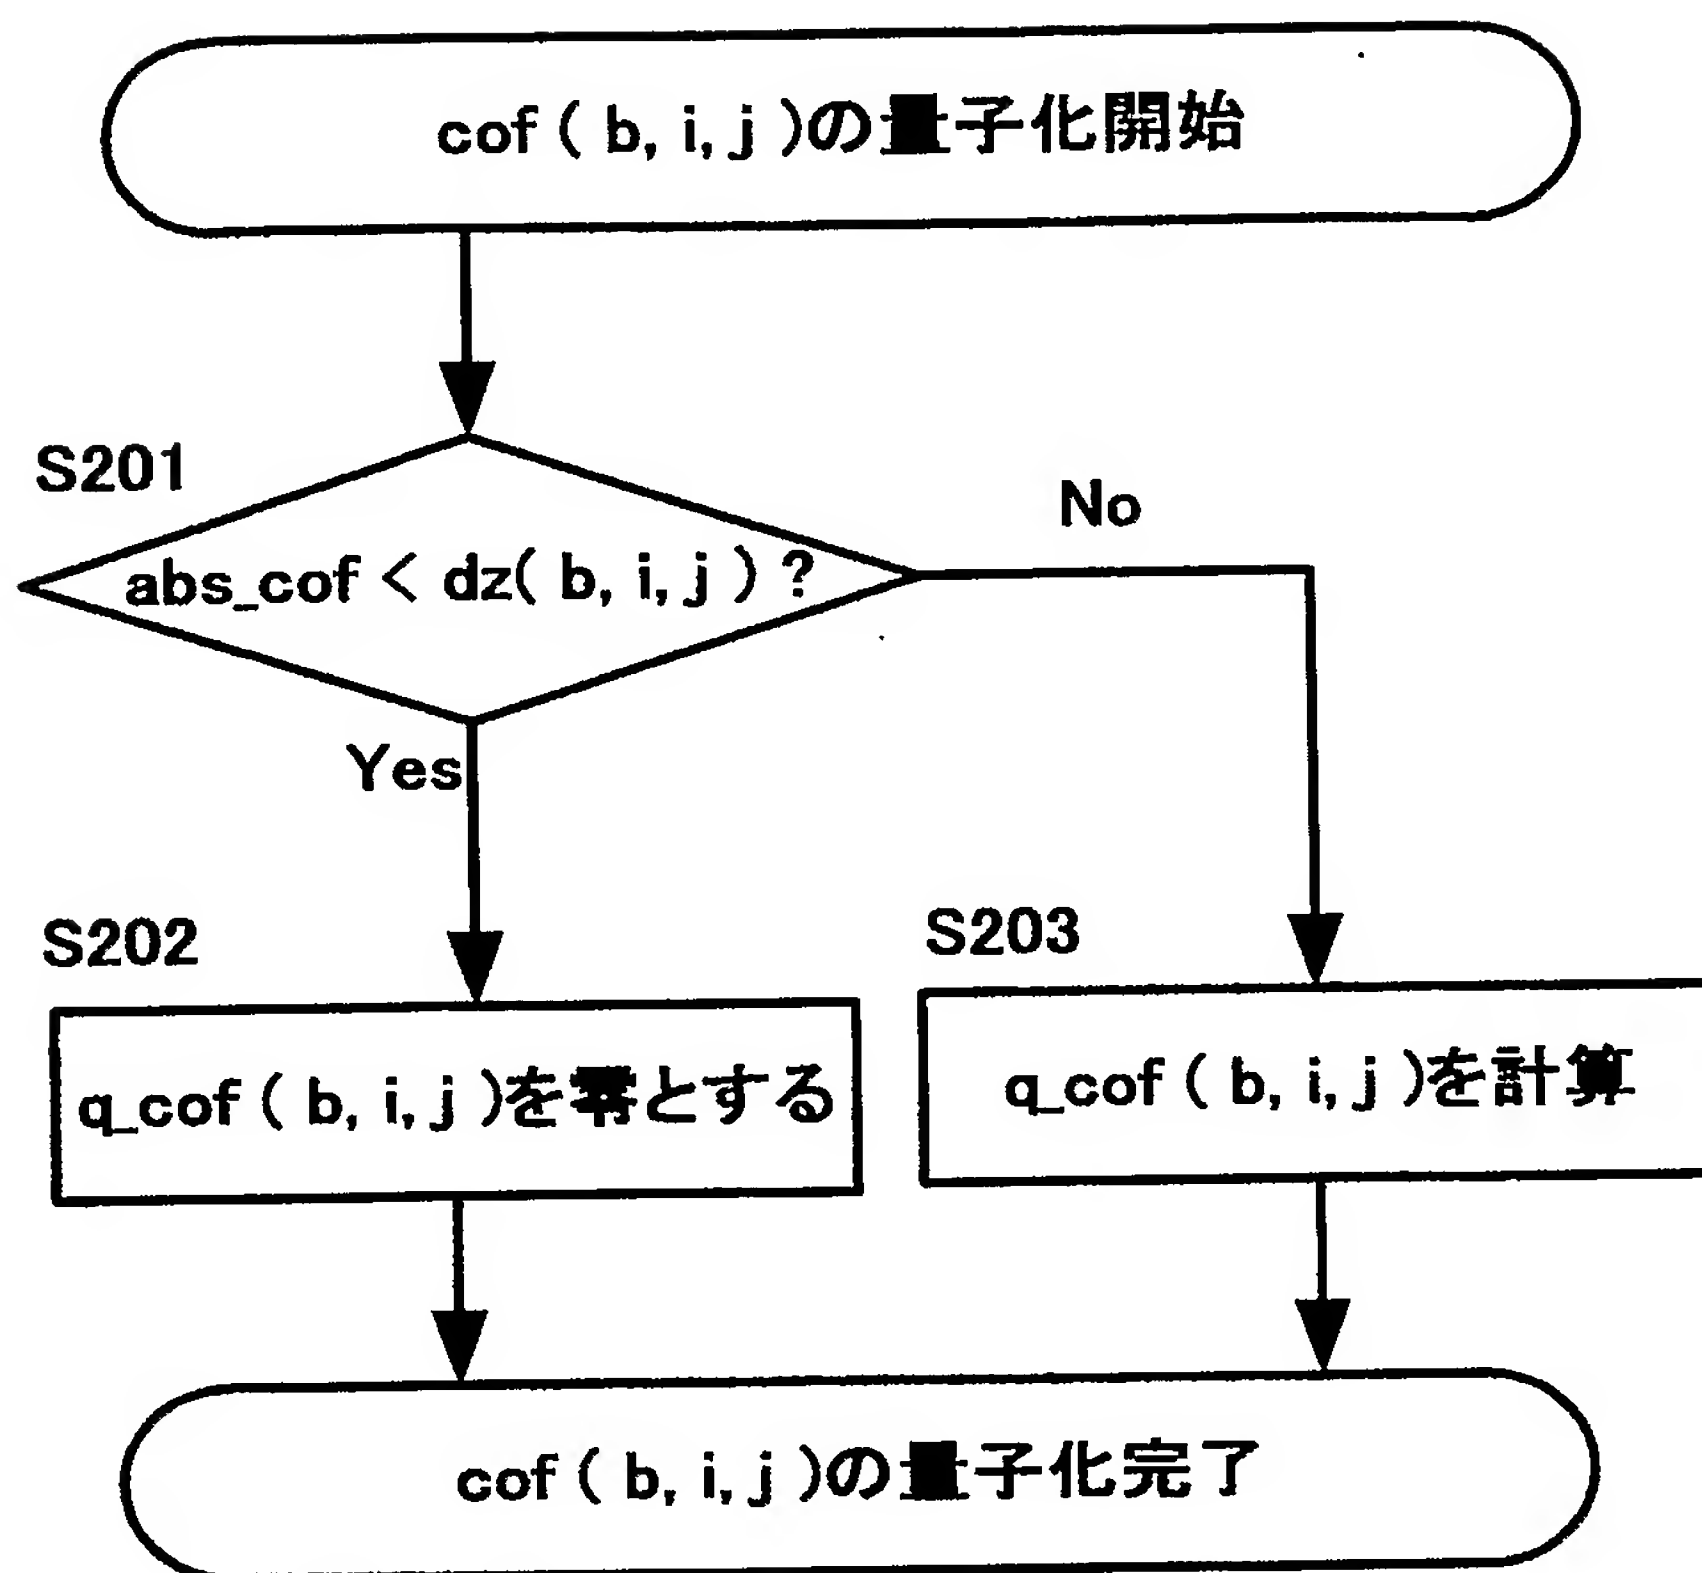 cof ( b, i, j )の量子化開始
S201
abs_cof < dz( b, i, j ) ?
No
Yes
S202
S203
q_cof ( b, i, j )を零とする
q_cof ( b, i, j )を計算
cof ( b, i, j )の量子化完了